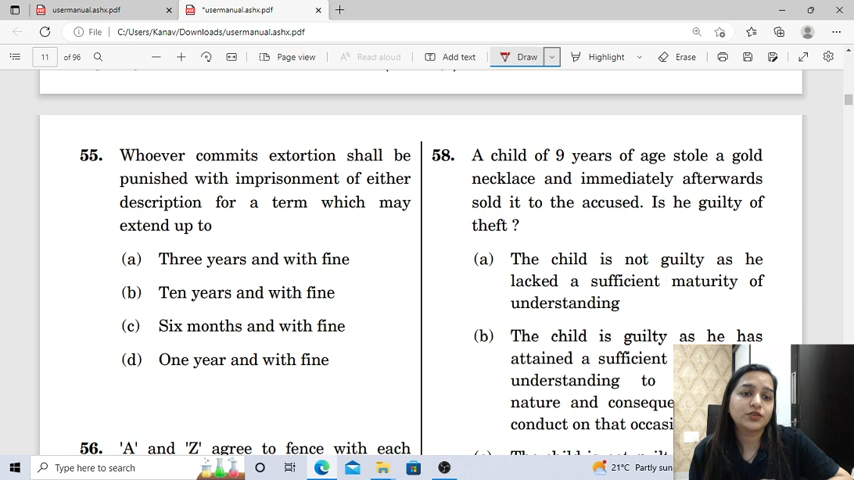 usermanual.ashx.pdf
*usermanual.ashx.pdf
File
C:/Users/Kanav/Downloads/usermanual.ashx.pdf
11
of 96
Page view
Read aloud
Add text
Draw
Highlight
Erase
55. Whoever commits extortion shall be
punished with imprisonment of either
description for a term which may
extend up to
(a) Three years and with fine
(b) Ten years and with fine
(c) Six months and with fine
(d) One year and with fine
56. 'A' and 'Z' agree to fence with each
58. A child of 9 years of age stole a gold
necklace and immediately afterwards
sold it to the accused. Is he guilty of
theft ?
(a) The child is not guilty as he
lacked a sufficient maturity of
understanding
(b) The child is guilty as he has
attained a sufficient
understanding to
nature and conseque
conduct on that occasi
Type here to search
21°C Partly sun